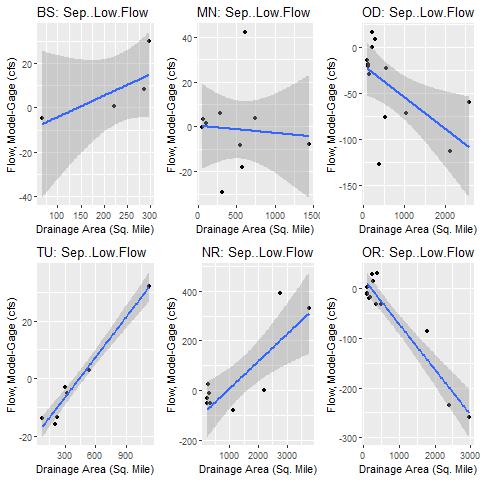 BS: Sep..Low.Flow
MN: Sep..Low.Flow
OD: Sep..Low.Flow
Flow, Model-Gage (cfs)
20
0
-20
-40
100 150 200 250 300
Drainage Area (Sq. Mile)
Flow, Model-Gage (cfs)
40
20
0
-20
0 500 1000 1500
Drainage Area (Sq. Mile)
Flow, Model-Gage (cfs)
0
-50
-100
-150
0 1000 2000
Drainage Area (Sq. Mile)
TU: Sep..Low.Flow
NR: Sep..Low.Flow
OR: Sep..Low.Flow
Flow, Model-Gage (cfs)
20
0
-20
300 600 900
Drainage Area (Sq. Mile)
Flow, Model-Gage (cfs)
400
200
0
-200
1000 2000 3000
Drainage Area (Sq. Mile)
Flow, Model-Gage (cfs)
0
-100
-200
-300
0 1000 2000 3000
Drainage Area (Sq. Mile)